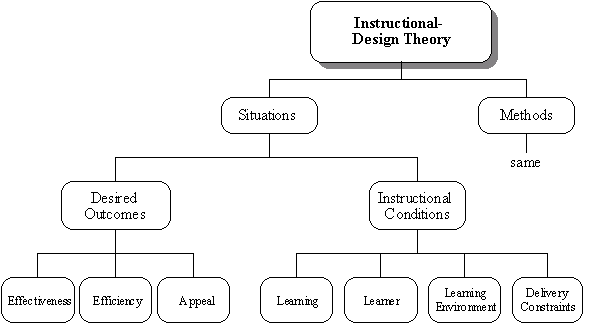 Instructional-
Design Theory
Situations
Methods
same
Desired
Outcomes
Instructional
Conditions
Effectiveness
Efficiency
Appeal
Learning
Learner
Learning
Environment
Delivery
Constraints